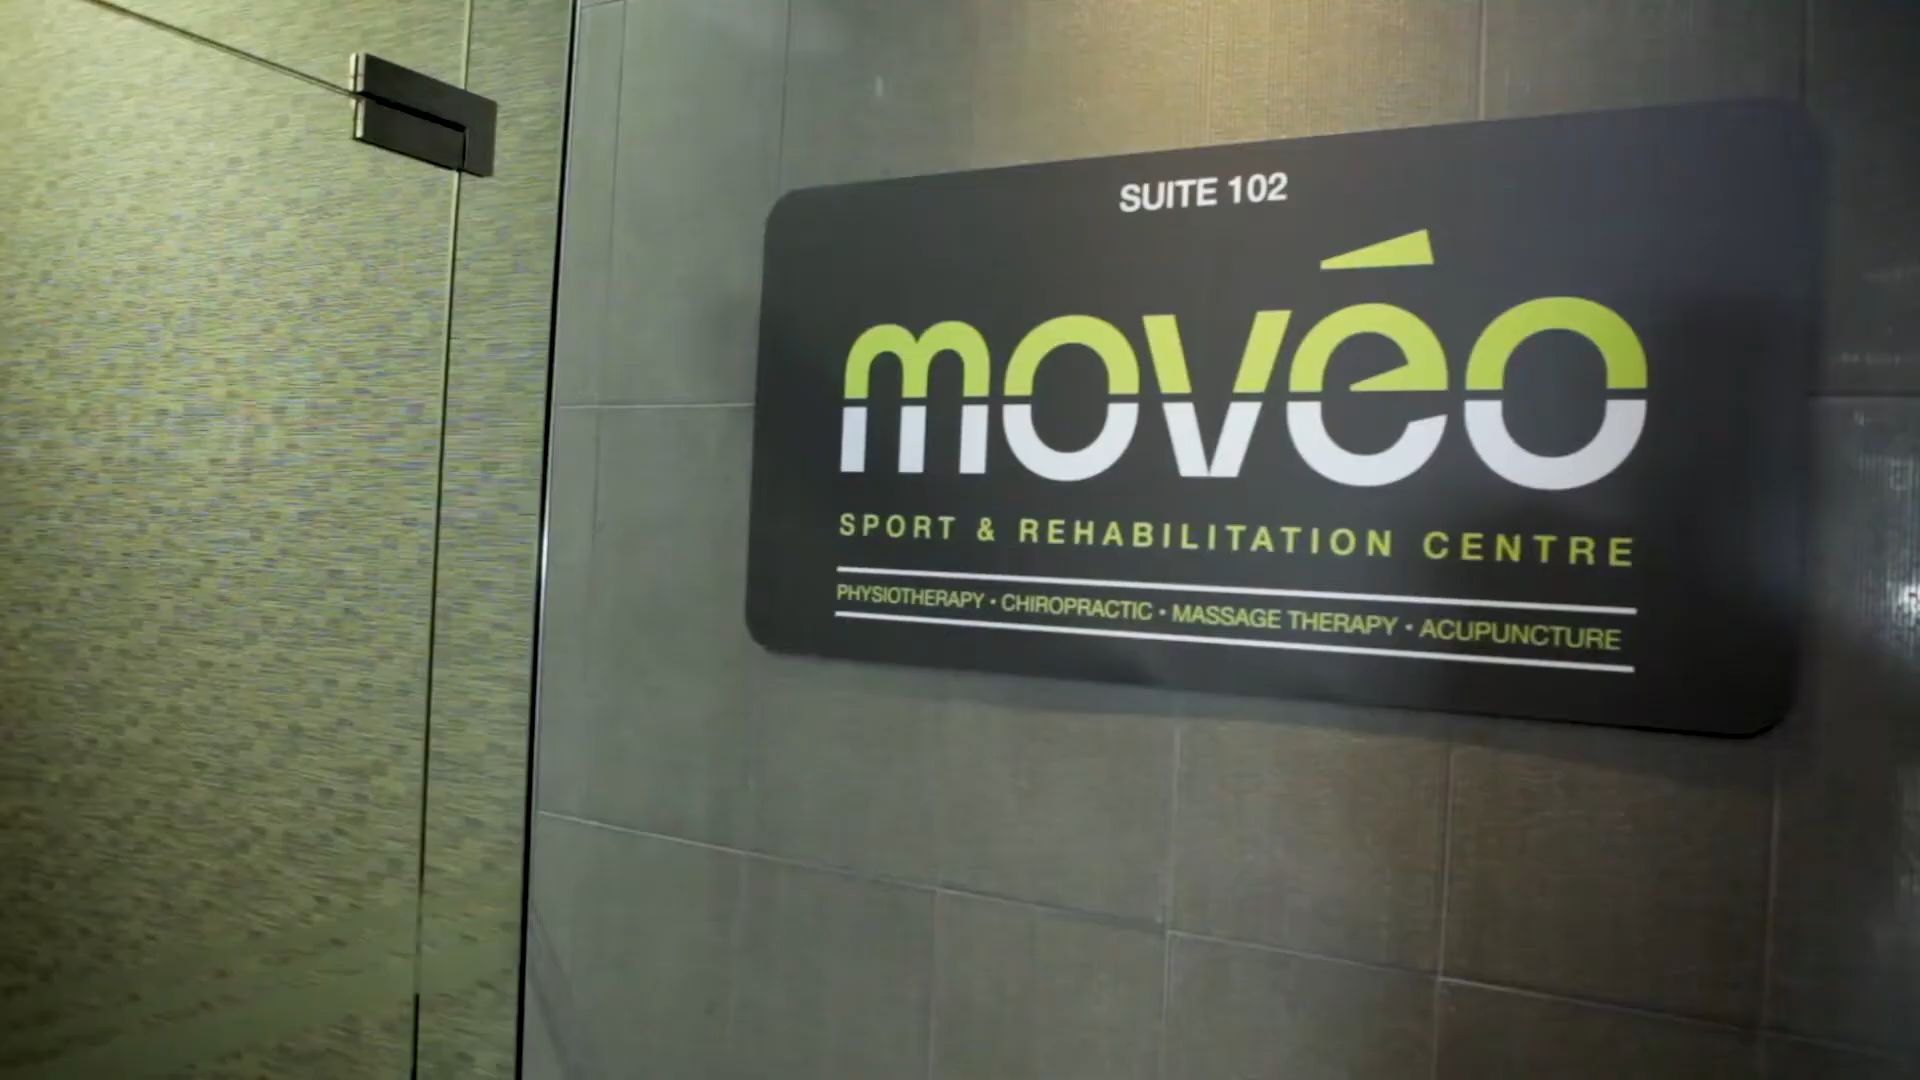 SUITE 102
movéo
SPORT & REHABILITATION CENTRE
PHYSIOTHERAPY • CHIROPRACTIC • MASSAGE THERAPY • ACUPUNCTURE